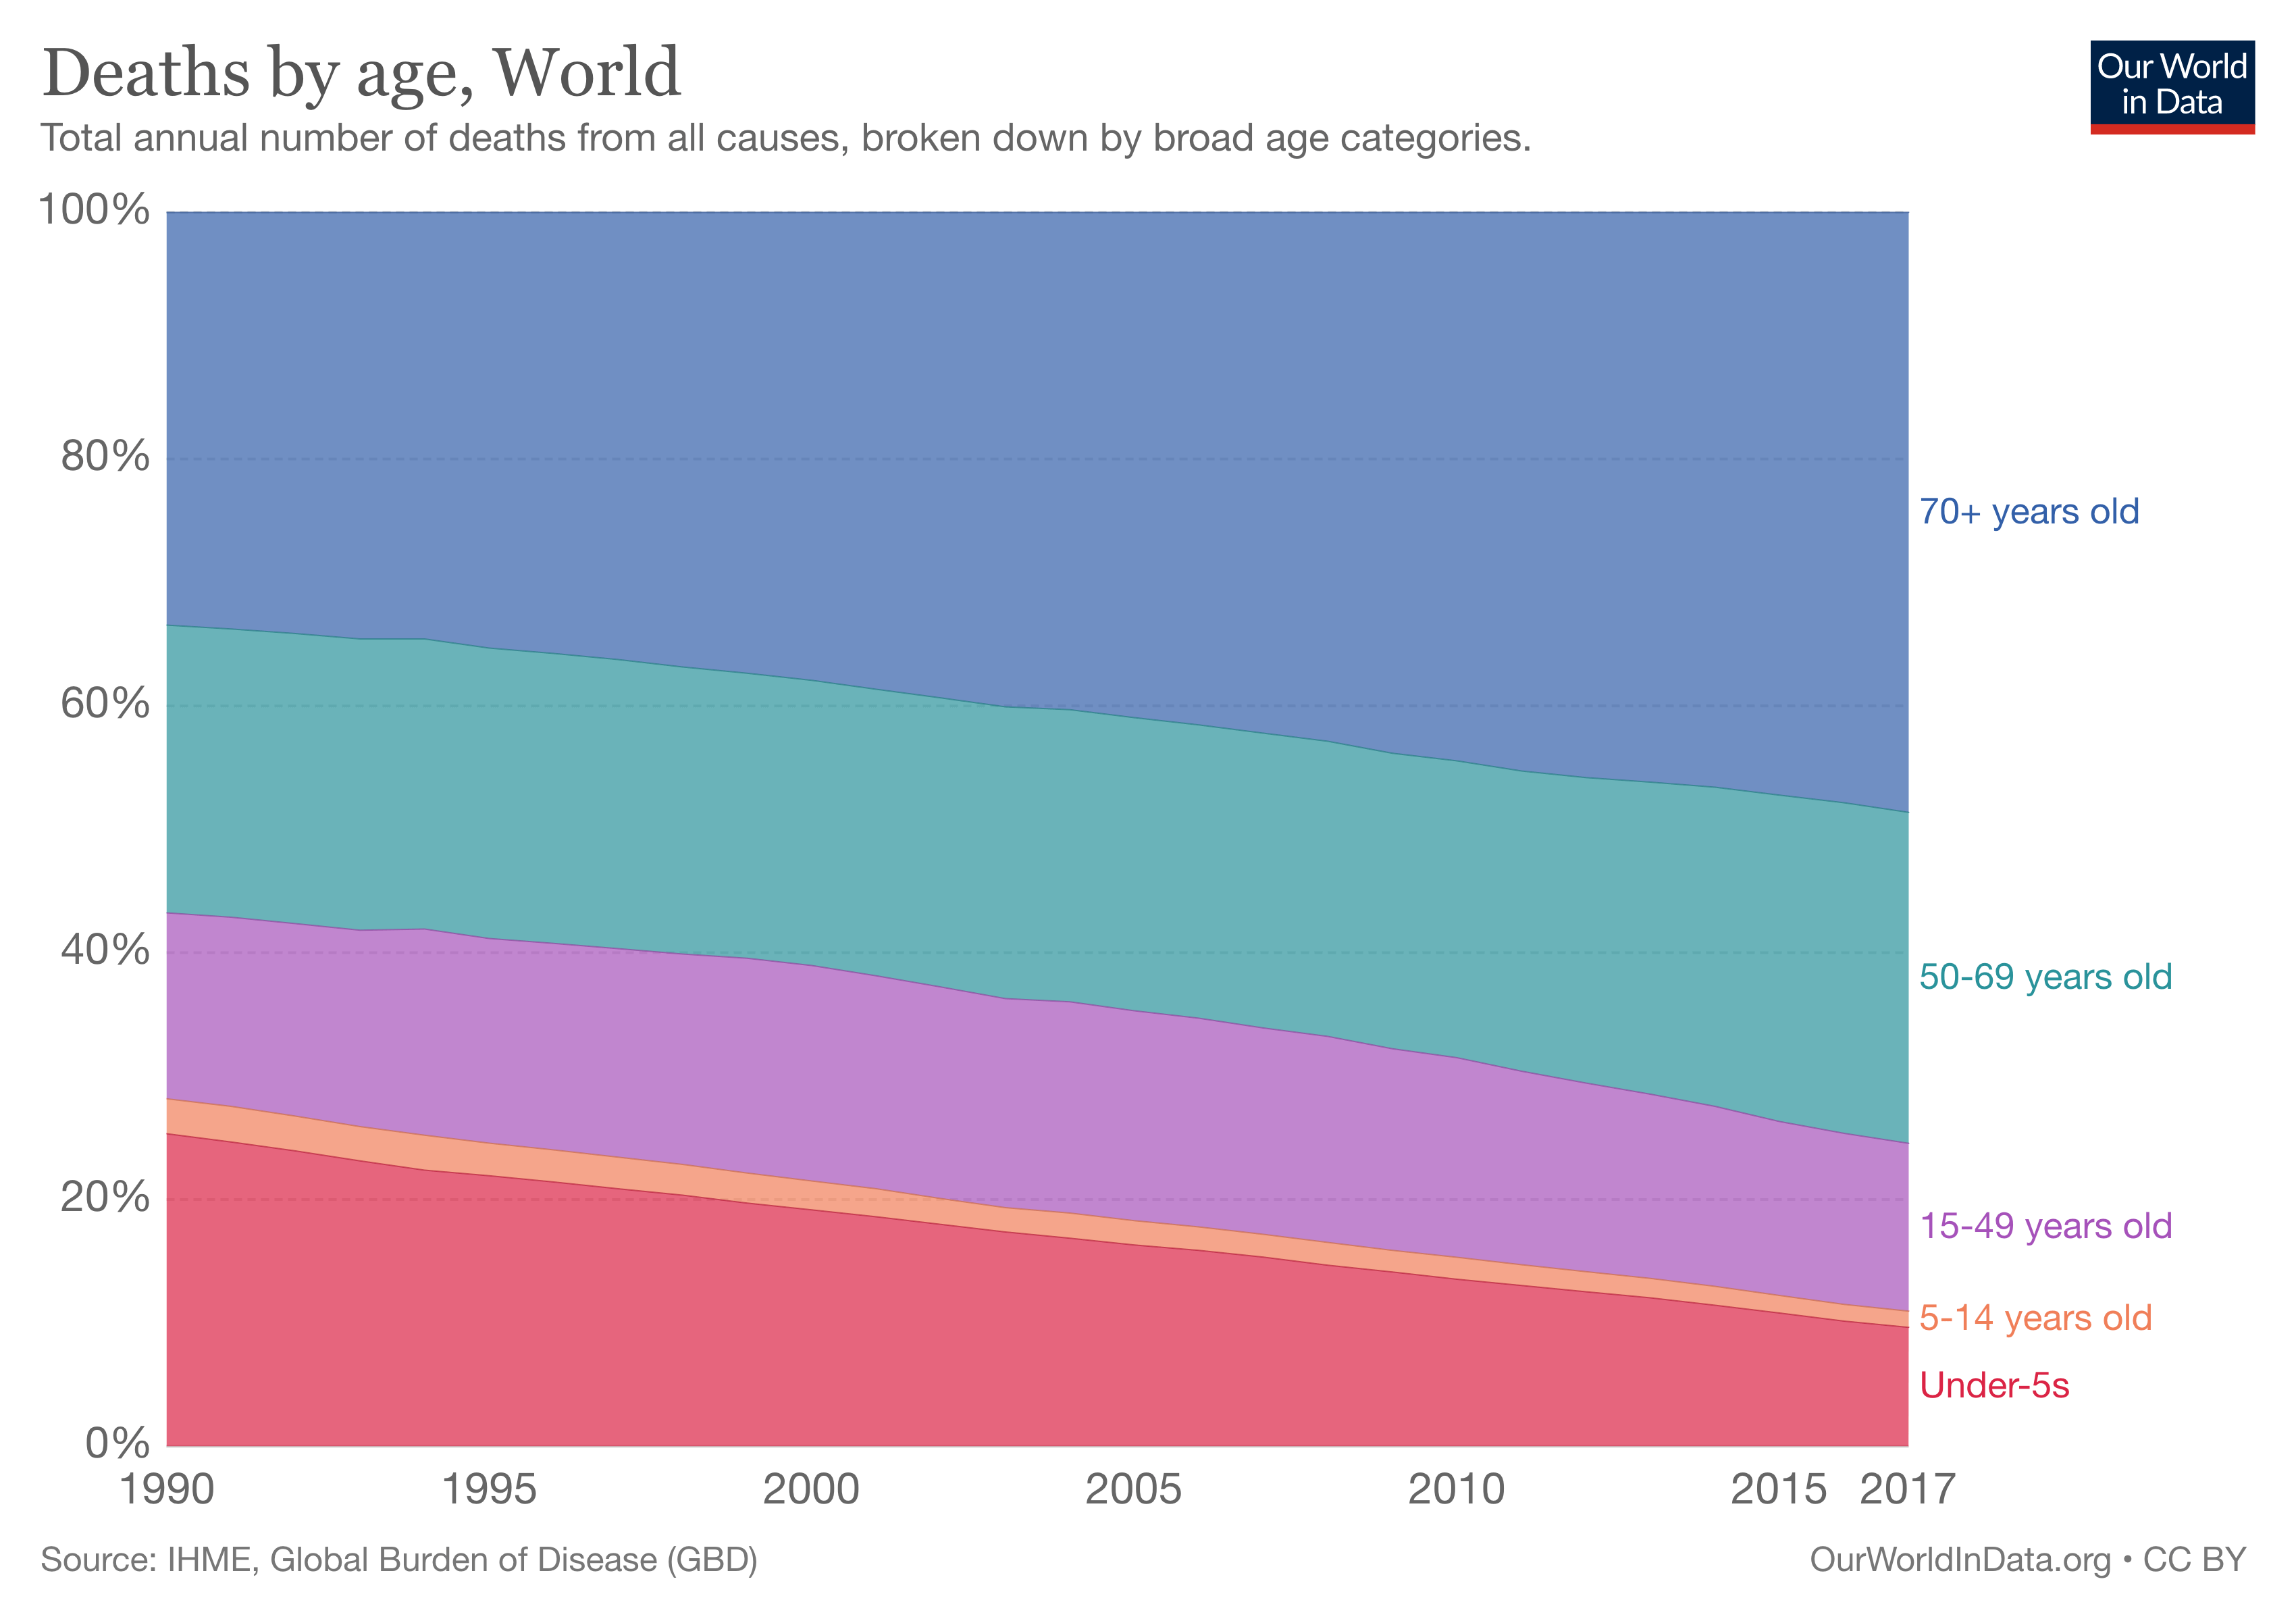 Deaths by age, World
Total annual number of deaths from all causes, broken down by broad age categories.
Our World
in Data
100%
80%
60%
40%
20%
0%
70+ years old
50-69 years old
15-49 years old
5-14 years old
Under-5s
1990 1995 2000 2005 2010 2015 2017
Source: IHME, Global Burden of Disease (GBD)
OurWorldInData.org • CC BY